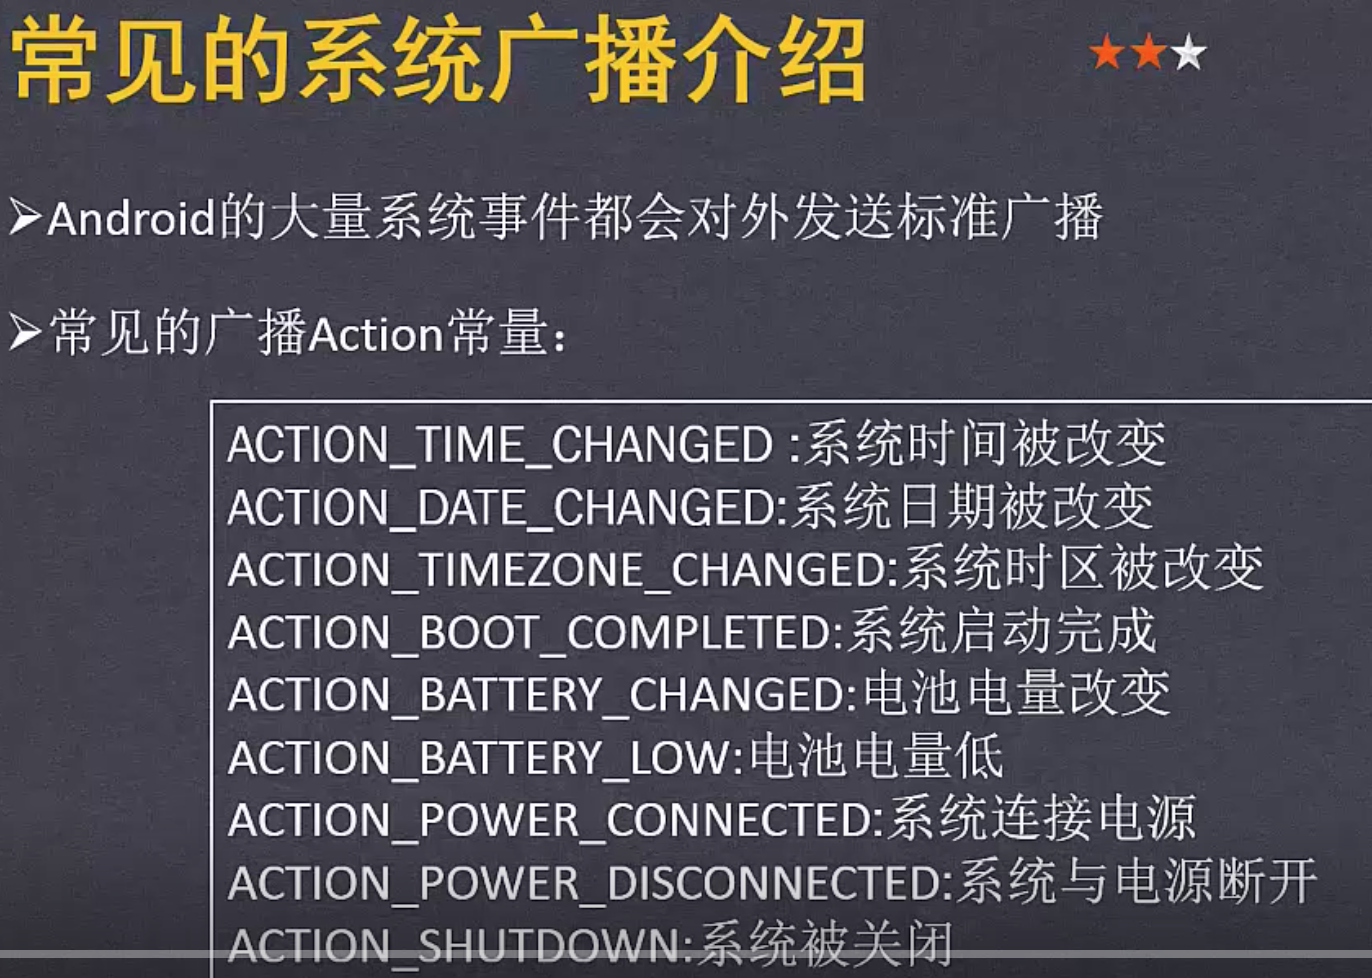 常见的系统广播介绍
Android的大量系统事件都会对外发送标准广播
常见的广播Action常量：
ACTION_TIME_CHANGED :系统时间被改变
ACTION_DATE_CHANGED:系统日期被改变
ACTION_TIMEZONE_CHANGED:系统时区被改变
ACTION_BOOT_COMPLETED:系统启动完成
ACTION_BATTERY_CHANGED:电池电量改变
ACTION_BATTERY_LOW:电池电量低
ACTION_POWER_CONNECTED:系统连接电源
ACTION_POWER_DISCONNECTED:系统与电源断开
ACTION_SHUTDOWN:系统被关闭